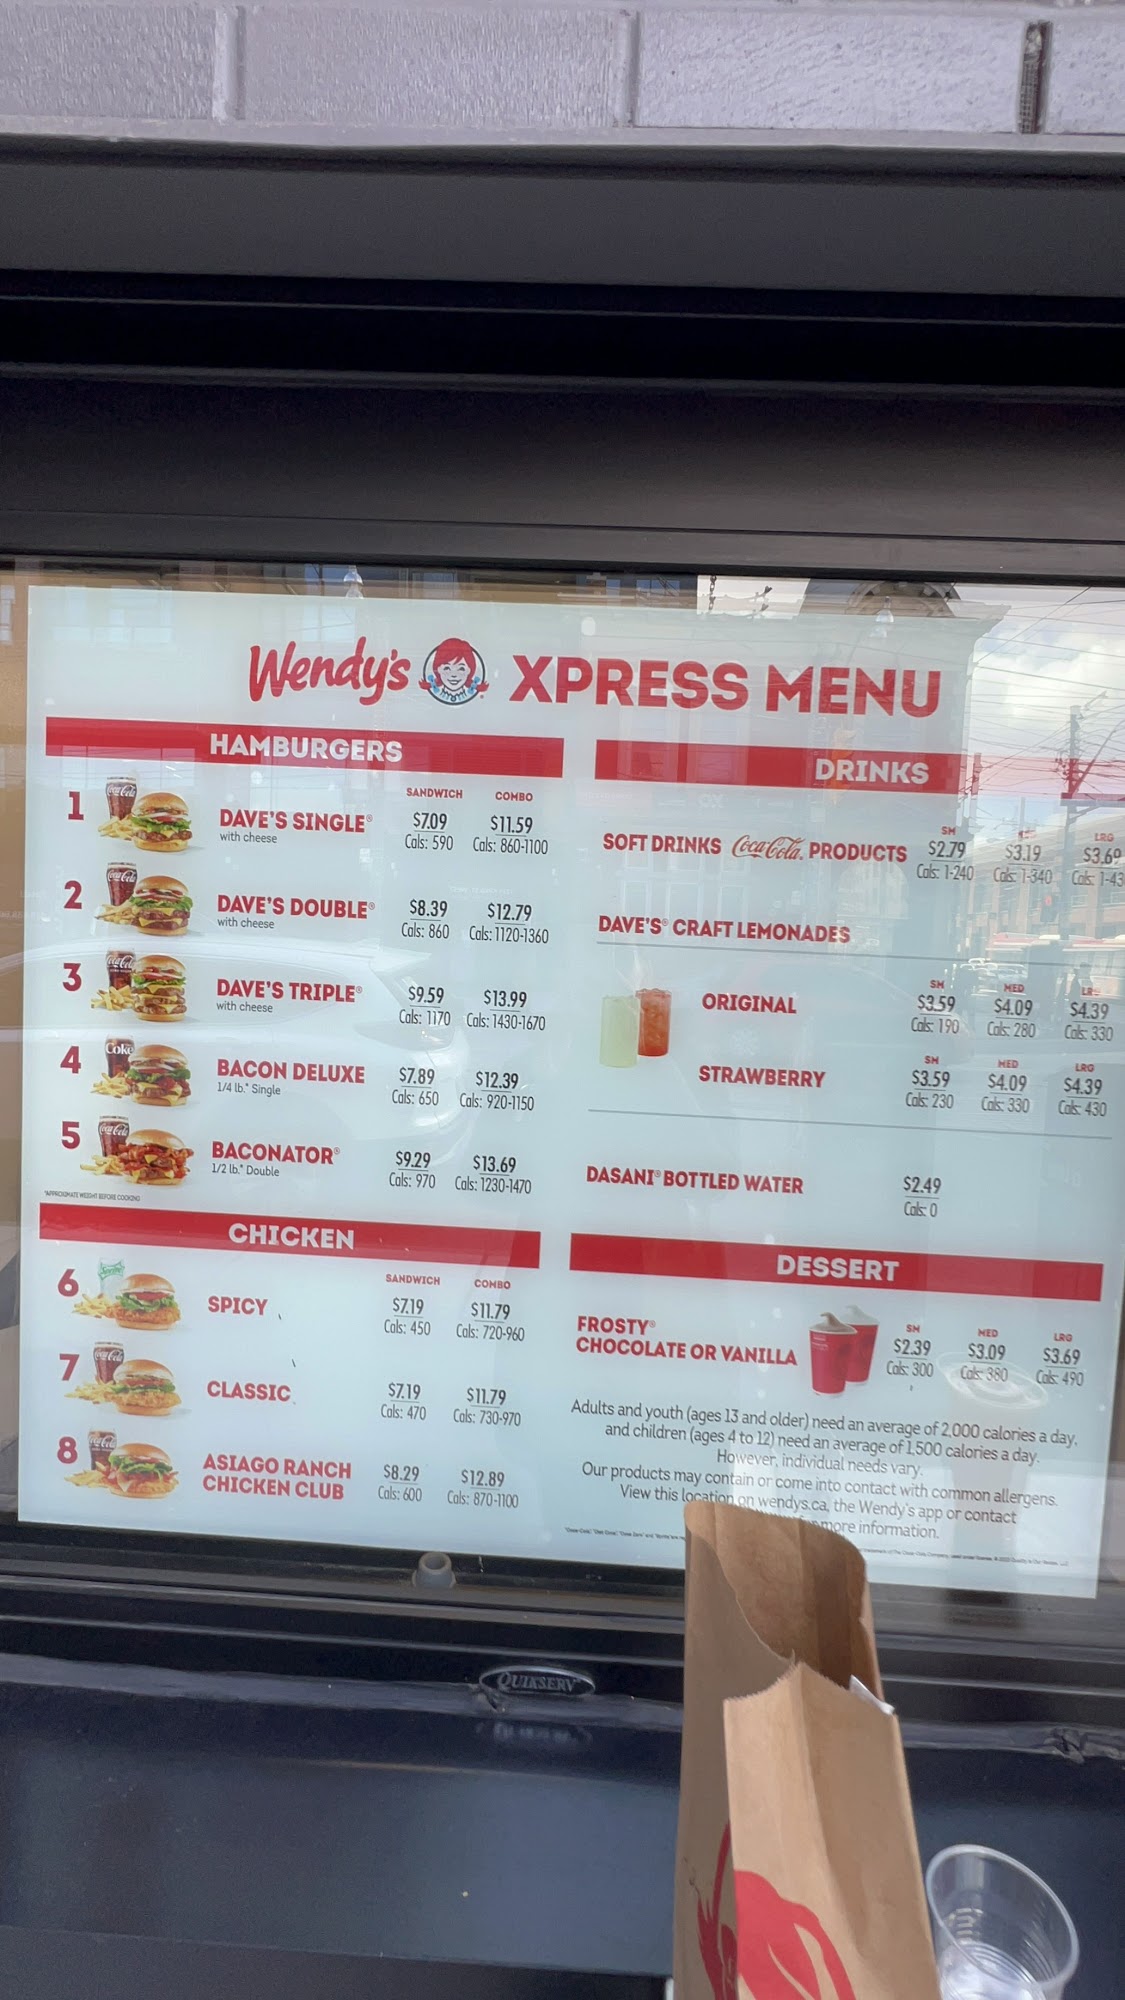 Wendy's XPRESS MENU
HAMBURGERS
SANDWICH COMBO
1 DAVE'S SINGLE® $7.09 $11.59
with cheese Cals: 590 Cals: 860-1100
2 DAVE'S DOUBLE® $8.39 $12.79
with cheese Cals: 860 Cals: 1120-1360
3 DAVE'S TRIPLE® $9.59 $13.99
with cheese Cals: 1170 Cals: 1430-1670
4 BACON DELUXE $7.89 $12.39
1/4 lb.* Single Cals: 650 Cals: 920-1150
5 BACONATOR® $9.29 $13.69
1/2 lb.* Double Cals: 970 Cals: 1230-1470
*APPROXIMATE WEIGHT BEFORE COOKING
CHICKEN
SANDWICH COMBO
6 SPICY $7.19 $11.79
Cals: 450 Cals: 720-960
7 CLASSIC $7.19 $11.79
Cals: 470 Cals: 730-970
8 ASIAGO RANCH
CHICKEN CLUB $8.29 $12.89
Cals: 600 Cals: 870-1100
DRINKS
SM LRG
SOFT DRINKS Coca-Cola. PRODUCTS $2.79 $3.19 $3.69
Cals: 1-240 Cals: 1-340 Cals: 1-43
DAVE'S® CRAFT LEMONADES
SM MED LRG
ORIGINAL $3.59 $4.09 $4.39
Cals: 190 Cals: 280 Cals: 330
SM MED LRG
STRAWBERRY $3.59 $4.09 $4.39
Cals: 230 Cals: 330 Cals: 430
DASANI® BOTTLED WATER $2.49
Cals: 0
DESSERT
SM MED LRG
FROSTY®
CHOCOLATE OR VANILLA $2.39 $3.09 $3.69
Cals: 300 Cals: 380 Cals: 490
Adults and youth (ages 13 and older) need an average of 2,000 calories a day,
and children (ages 4 to 12) need an average of 1,500 calories a day.
However, individual needs vary.
Our products may contain or come into contact with common allergens.
View this location on wendys.ca, the Wendy's app or contact
more information.
QUIKSERV